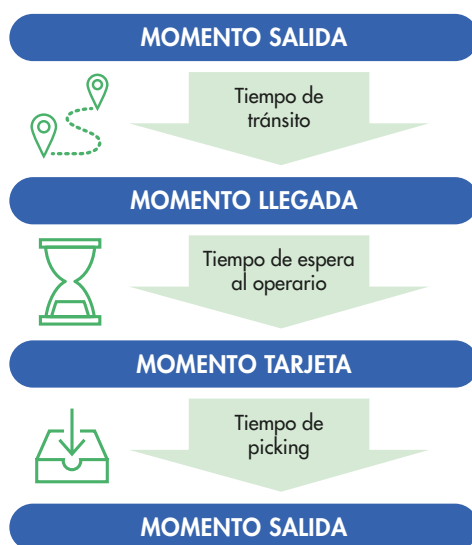 MOMENTO SALIDA
Tiempo de
tránsito
MOMENTO LLEGADA
Tiempo de espera
al operario
MOMENTO TARJETA
Tiempo de
picking
MOMENTO SALIDA